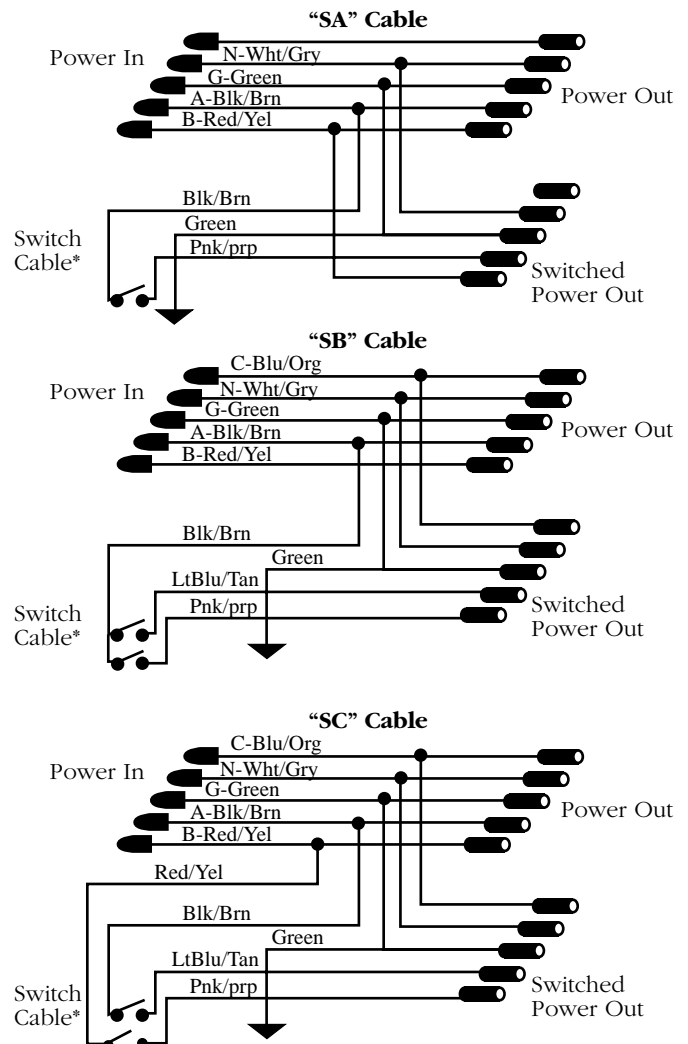 “SA” Cable
Power In
N-Wht/Gry
G-Green
A-Blk/Brn
B-Red/Yel
Power Out
Blk/Brn
Green
Pnk/prp
Switch
Cable*
Switched
Power Out
“SB” Cable
C-Blu/Org
Power In
N-Wht/Gry
G-Green
A-Blk/Brn
B-Red/Yel
Power Out
Blk/Brn
Green
LtBlu/Tan
Pnk/prp
Switch
Cable*
Switched
Power Out
“SC” Cable
C-Blu/Org
Power In
N-Wht/Gry
G-Green
A-Blk/Brn
B-Red/Yel
Power Out
Red/Yel
Blk/Brn
Green
LtBlu/Tan
Pnk/prp
Switch
Cable*
Switched
Power Out